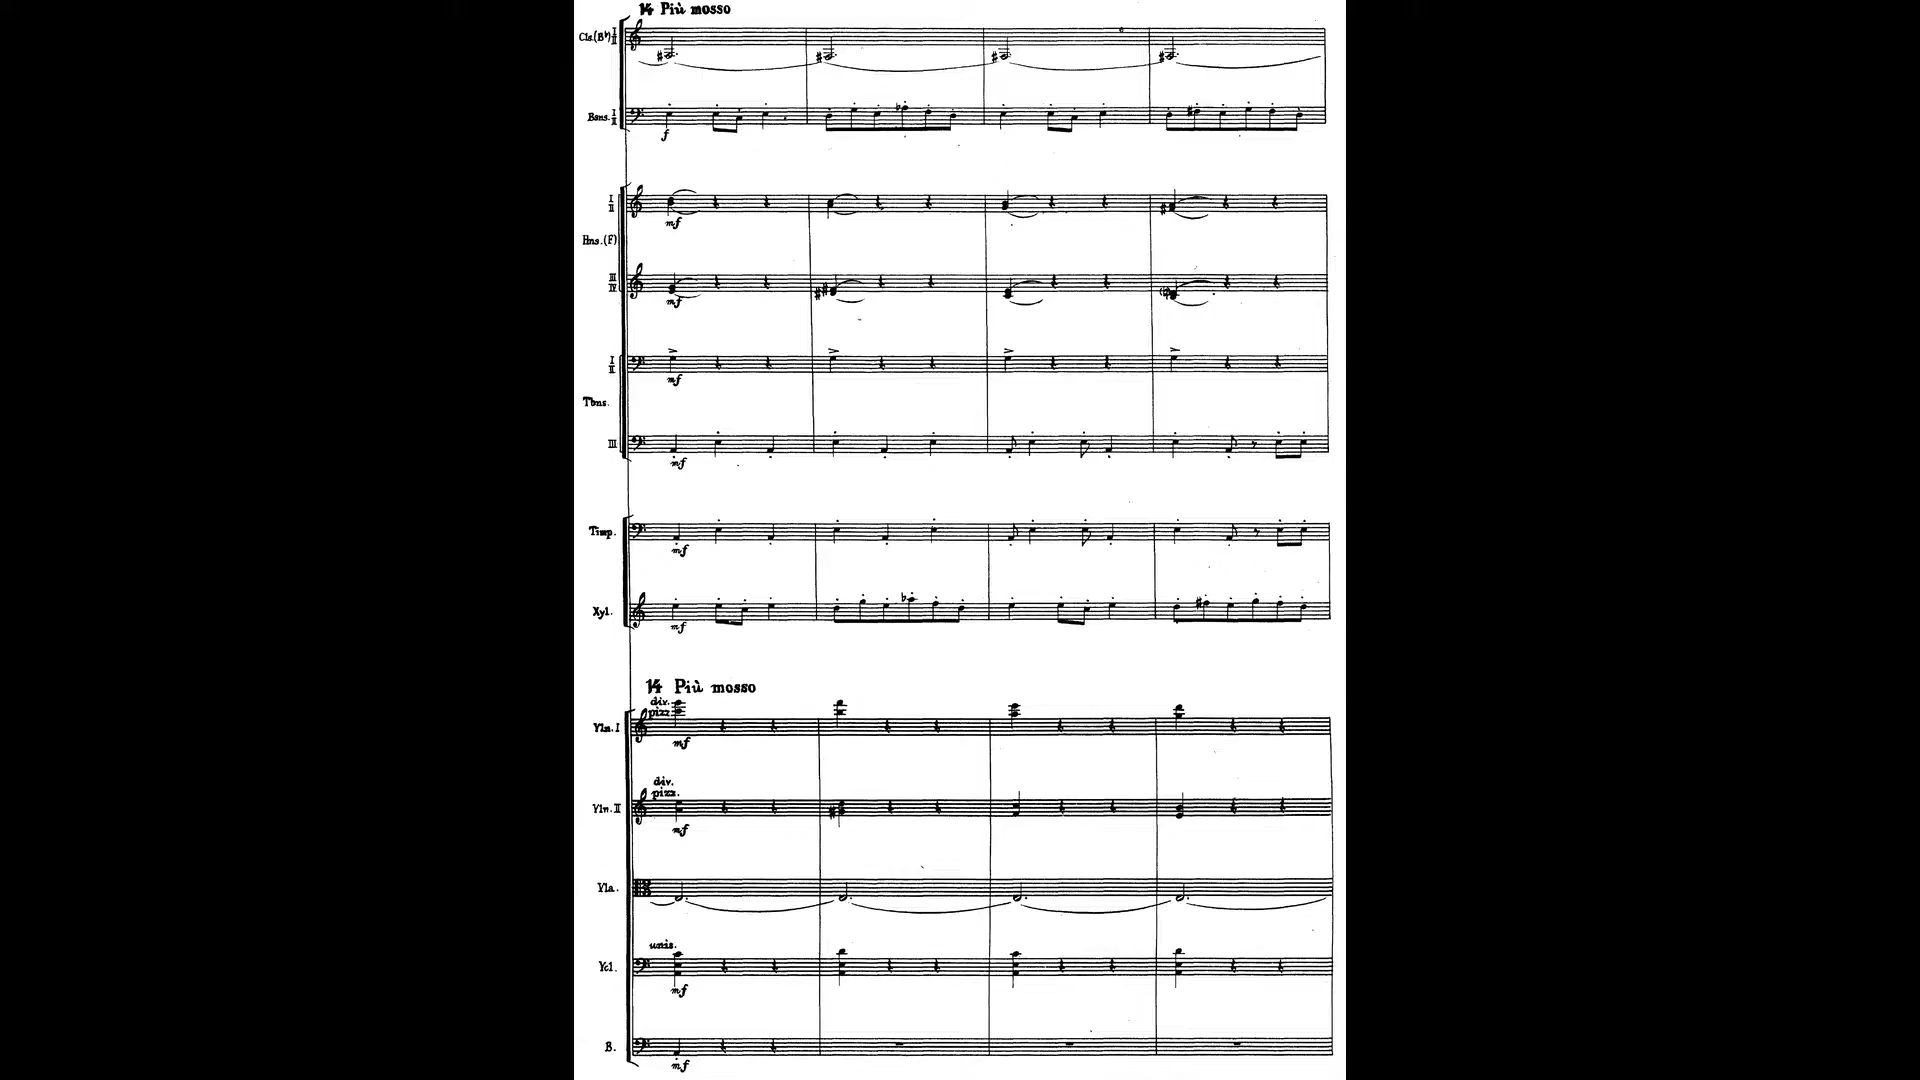 14 Più mosso
Cls.(B♭) I II
Bsns. I II
f
I II
mf
Hns.(F)
III IV
mf
I II
mf
Tbns.
III
mf
Timp.
mf
Xyl.
mf
14 Più mosso
div.
pizz.
Vln. I
mf
div.
pizz.
Vln. II
mf
Vla.
unis.
Vcl.
mf
B.
mf